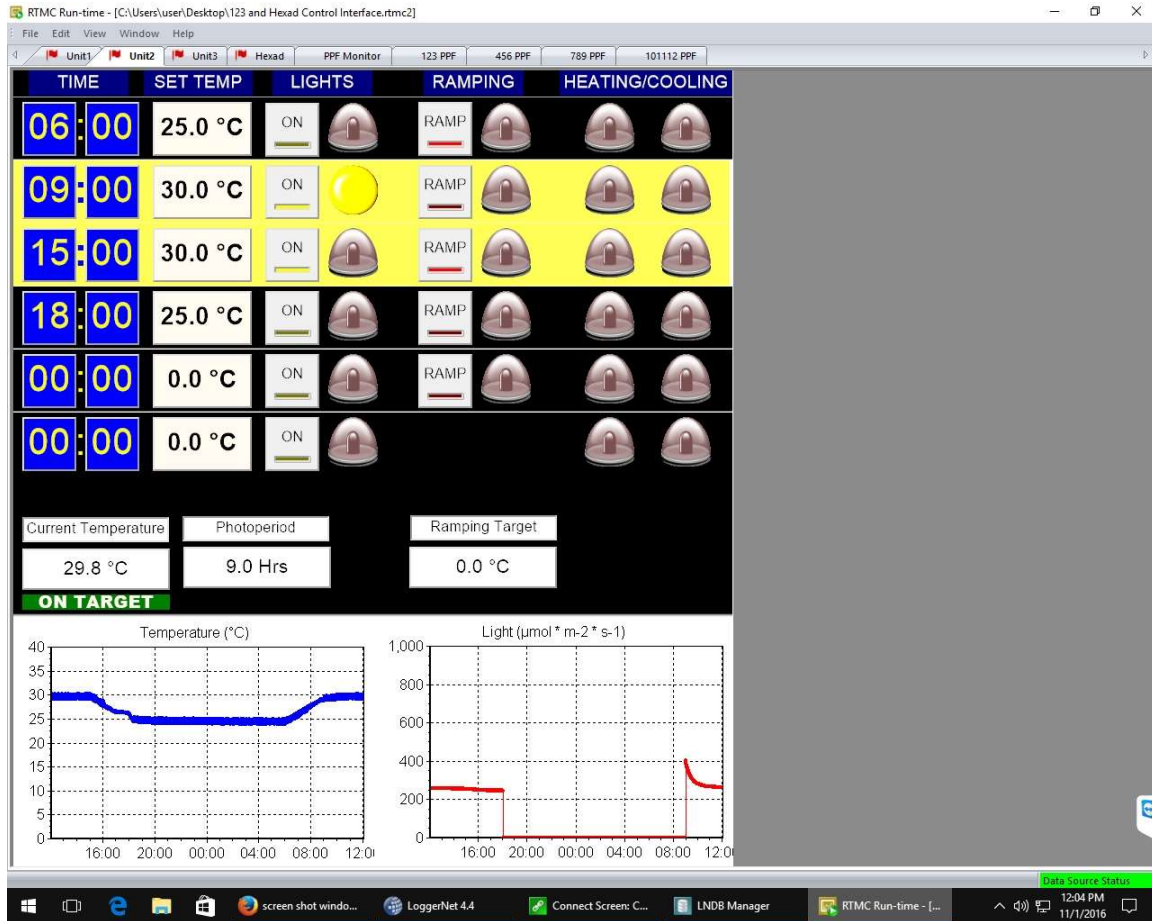 RTMC Run-time - [C:\Users\user\Desktop\123 and Hexad Control Interface.rtmc2]
File Edit View Window Help
Unit1 Unit2 Unit3 Hexad PPF Monitor 123 PPF 456 PPF 789 PPF 101112 PPF
TIME SET TEMP LIGHTS RAMPING HEATING/COOLING
06:00 25.0 °C ON RAMP
09:00 30.0 °C ON RAMP
15:00 30.0 °C ON RAMP
18:00 25.0 °C ON RAMP
00:00 0.0 °C ON RAMP
00:00 0.0 °C ON
Current Temperature Photoperiod Ramping Target
29.8 °C 9.0 Hrs 0.0 °C
ON TARGET
Temperature (°C) Light (µmol * m-2 * s-1)
40 1,000
35
30 800
25 600
20
15 400
10 200
5
0 0
16:00 20:00 00:00 04:00 08:00 12:0 16:00 20:00 00:00 04:00 08:00 12:0
Data Source Status
screen shot windo... LoggerNet 4.4 Connect Screen: C... LNDB Manager RTMC Run-time - [... 12:04 PM
11/1/2016